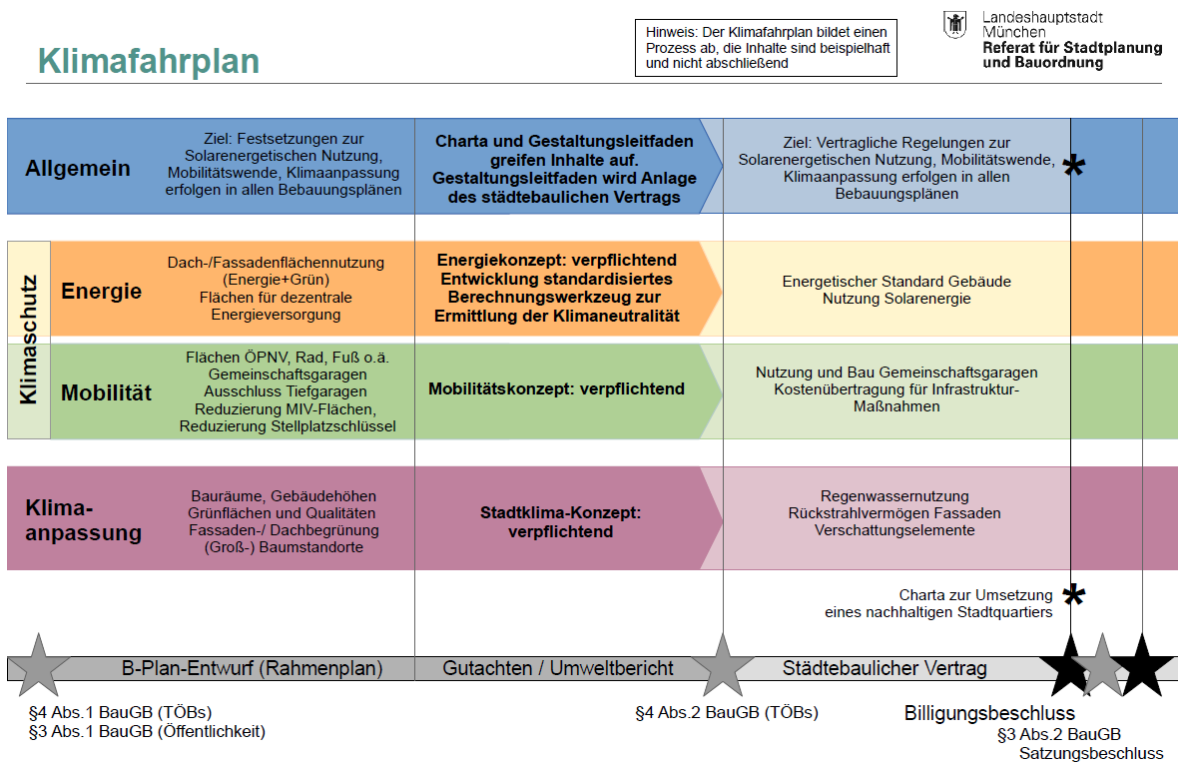 Klimafahrplan
Hinweis: Der Klimafahrplan bildet einen
Prozess ab, die Inhalte sind beispielhaft
und nicht abschließend
Landeshauptstadt
München
Referat für Stadtplanung
und Bauordnung
Allgemein
Ziel: Festsetzungen zur
Solarenergetischen Nutzung,
Mobilitätswende, Klimaanpassung
erfolgen in allen Bebauungsplänen
Charta und Gestaltungsleitfaden
greifen Inhalte auf.
Gestaltungsleitfaden wird Anlage
des städtebaulichen Vertrags
Ziel: Vertragliche Regelungen zur
Solarenergetischen Nutzung, Mobilitätswende,
Klimaanpassung erfolgen in allen
Bebauungsplänen
*
Klimaschutz
Energie
Dach-/Fassadenflächennutzung
(Energie+Grün)
Flächen für dezentrale
Energieversorgung
Energiekonzept: verpflichtend
Entwicklung standardisiertes
Berechnungswerkzeug zur
Ermittlung der Klimaneutralität
Energetischer Standard Gebäude
Nutzung Solarenergie
Mobilität
Flächen ÖPNV, Rad, Fuß o.ä.
Gemeinschaftsgaragen
Ausschluss Tiefgaragen
Reduzierung MIV-Flächen,
Reduzierung Stellplatzschlüssel
Mobilitätskonzept: verpflichtend
Nutzung und Bau Gemeinschaftsgaragen
Kostenübertragung für Infrastruktur-
Maßnahmen
Klima-
anpassung
Bauräume, Gebäudehöhen
Grünflächen und Qualitäten
Fassaden-/ Dachbegrünung
(Groß-) Baumstandorte
Stadtklima-Konzept:
verpflichtend
Regenwassernutzung
Rückstrahlvermögen Fassaden
Verschattungselemente
Charta zur Umsetzung
eines nachhaltigen Stadtquartiers
*
B-Plan-Entwurf (Rahmenplan)
Gutachten / Umweltbericht
Städtebaulicher Vertrag
§4 Abs.1 BauGB (TÖBs)
§3 Abs.1 BauGB (Öffentlichkeit)
§4 Abs.2 BauGB (TÖBs)
Billigungsbeschluss
§3 Abs.2 BauGB
Satzungsbeschluss